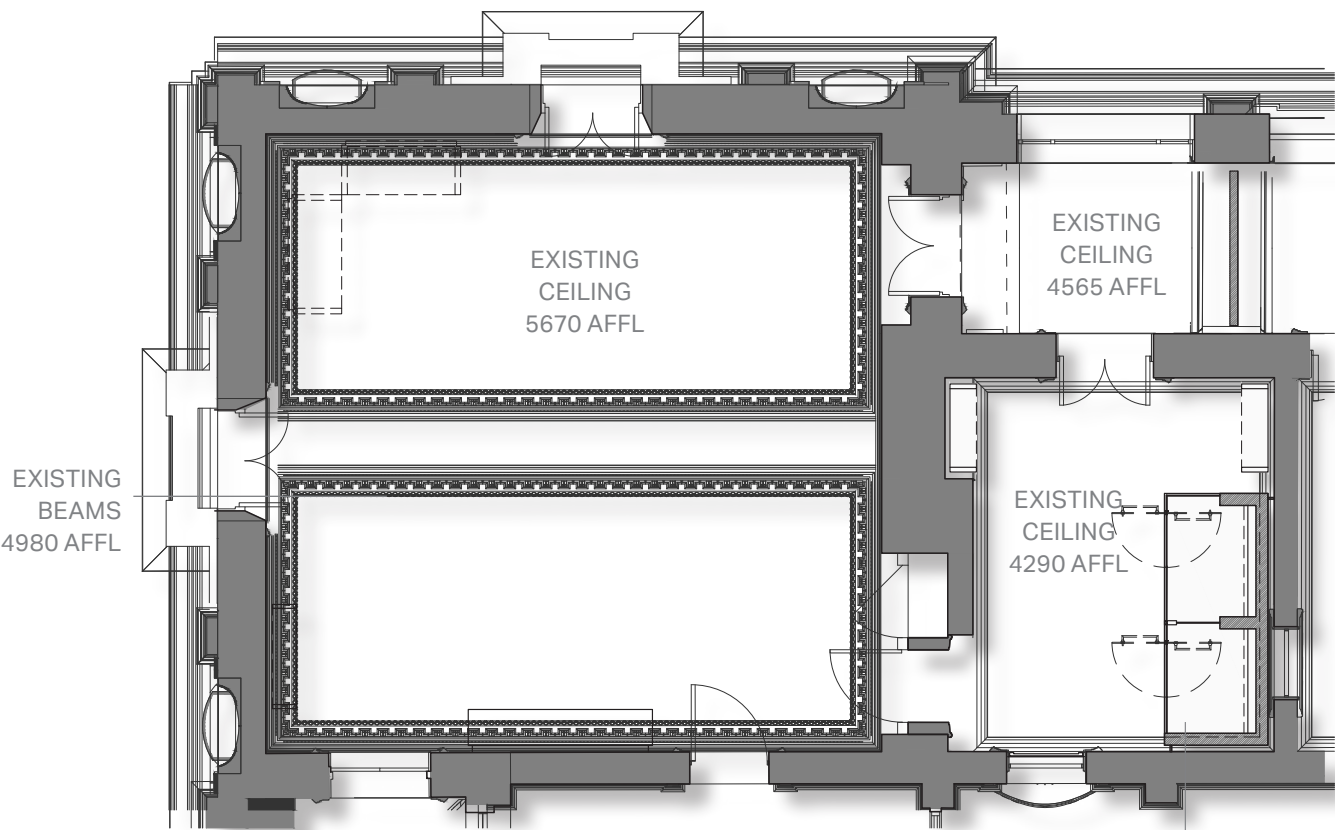 EXISTING
CEILING
5670 AFFL
EXISTING
CEILING
4565 AFFL
EXISTING
BEAMS
4980 AFFL
EXISTING
CEILING
4290 AFFL